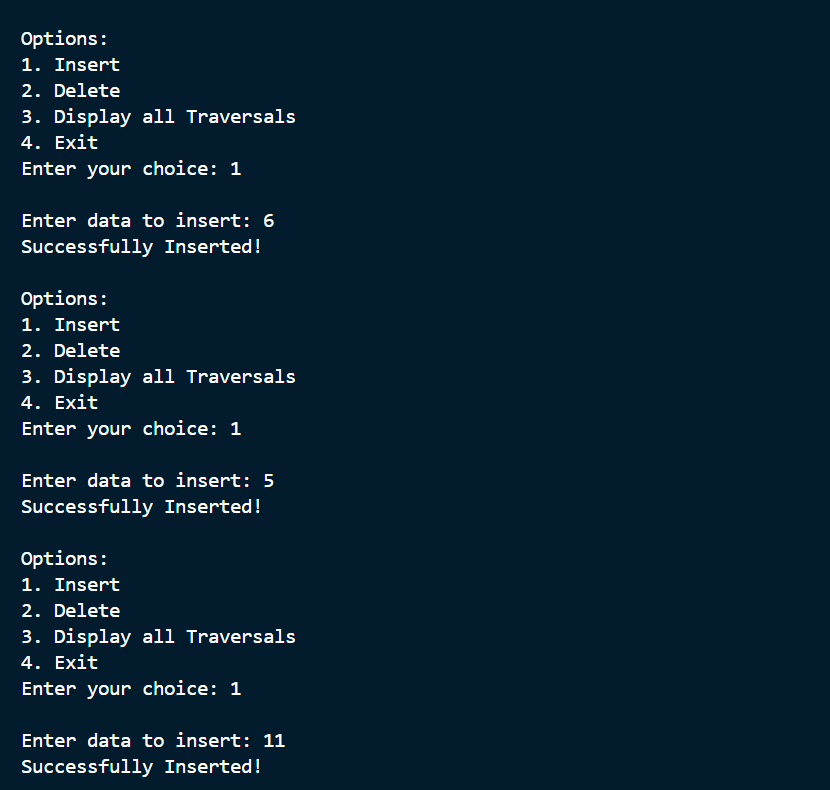 Options:
1. Insert
2. Delete
3. Display all Traversals
4. Exit
Enter your choice: 1
Enter data to insert: 6
Successfully Inserted!
Options:
1. Insert
2. Delete
3. Display all Traversals
4. Exit
Enter your choice: 1
Enter data to insert: 5
Successfully Inserted!
Options:
1. Insert
2. Delete
3. Display all Traversals
4. Exit
Enter your choice: 1
Enter data to insert: 11
Successfully Inserted!